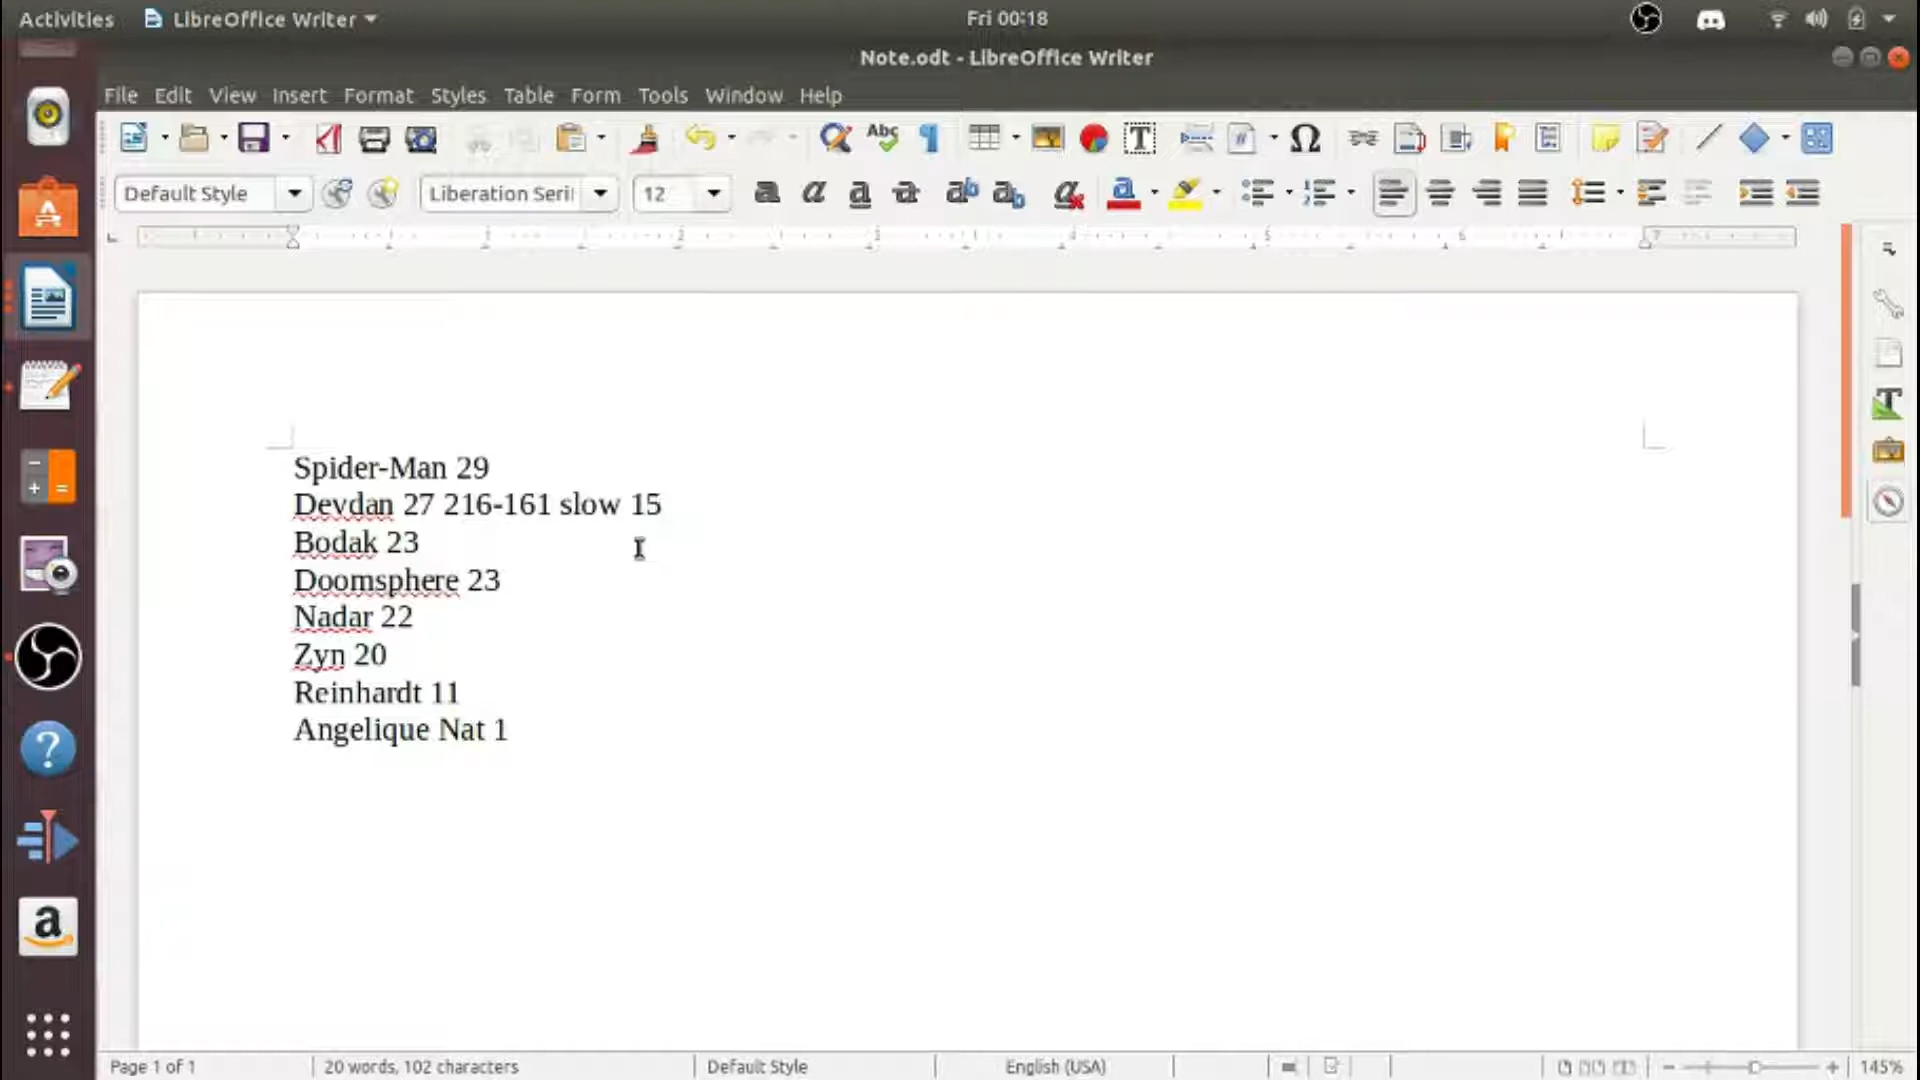 Activities LibreOffice Writer Fri 00:18
Note.odt - LibreOffice Writer
File Edit View Insert Format Styles Table Form Tools Window Help
Default Style Liberation Seri 12
Spider-Man 29
Devdan 27 216-161 slow 15
Bodak 23
Doomsphere 23
Nadar 22
Zyn 20
Reinhardt 11
Angelique Nat 1
Page 1 of 1 20 words, 102 characters Default Style English (USA) 145%